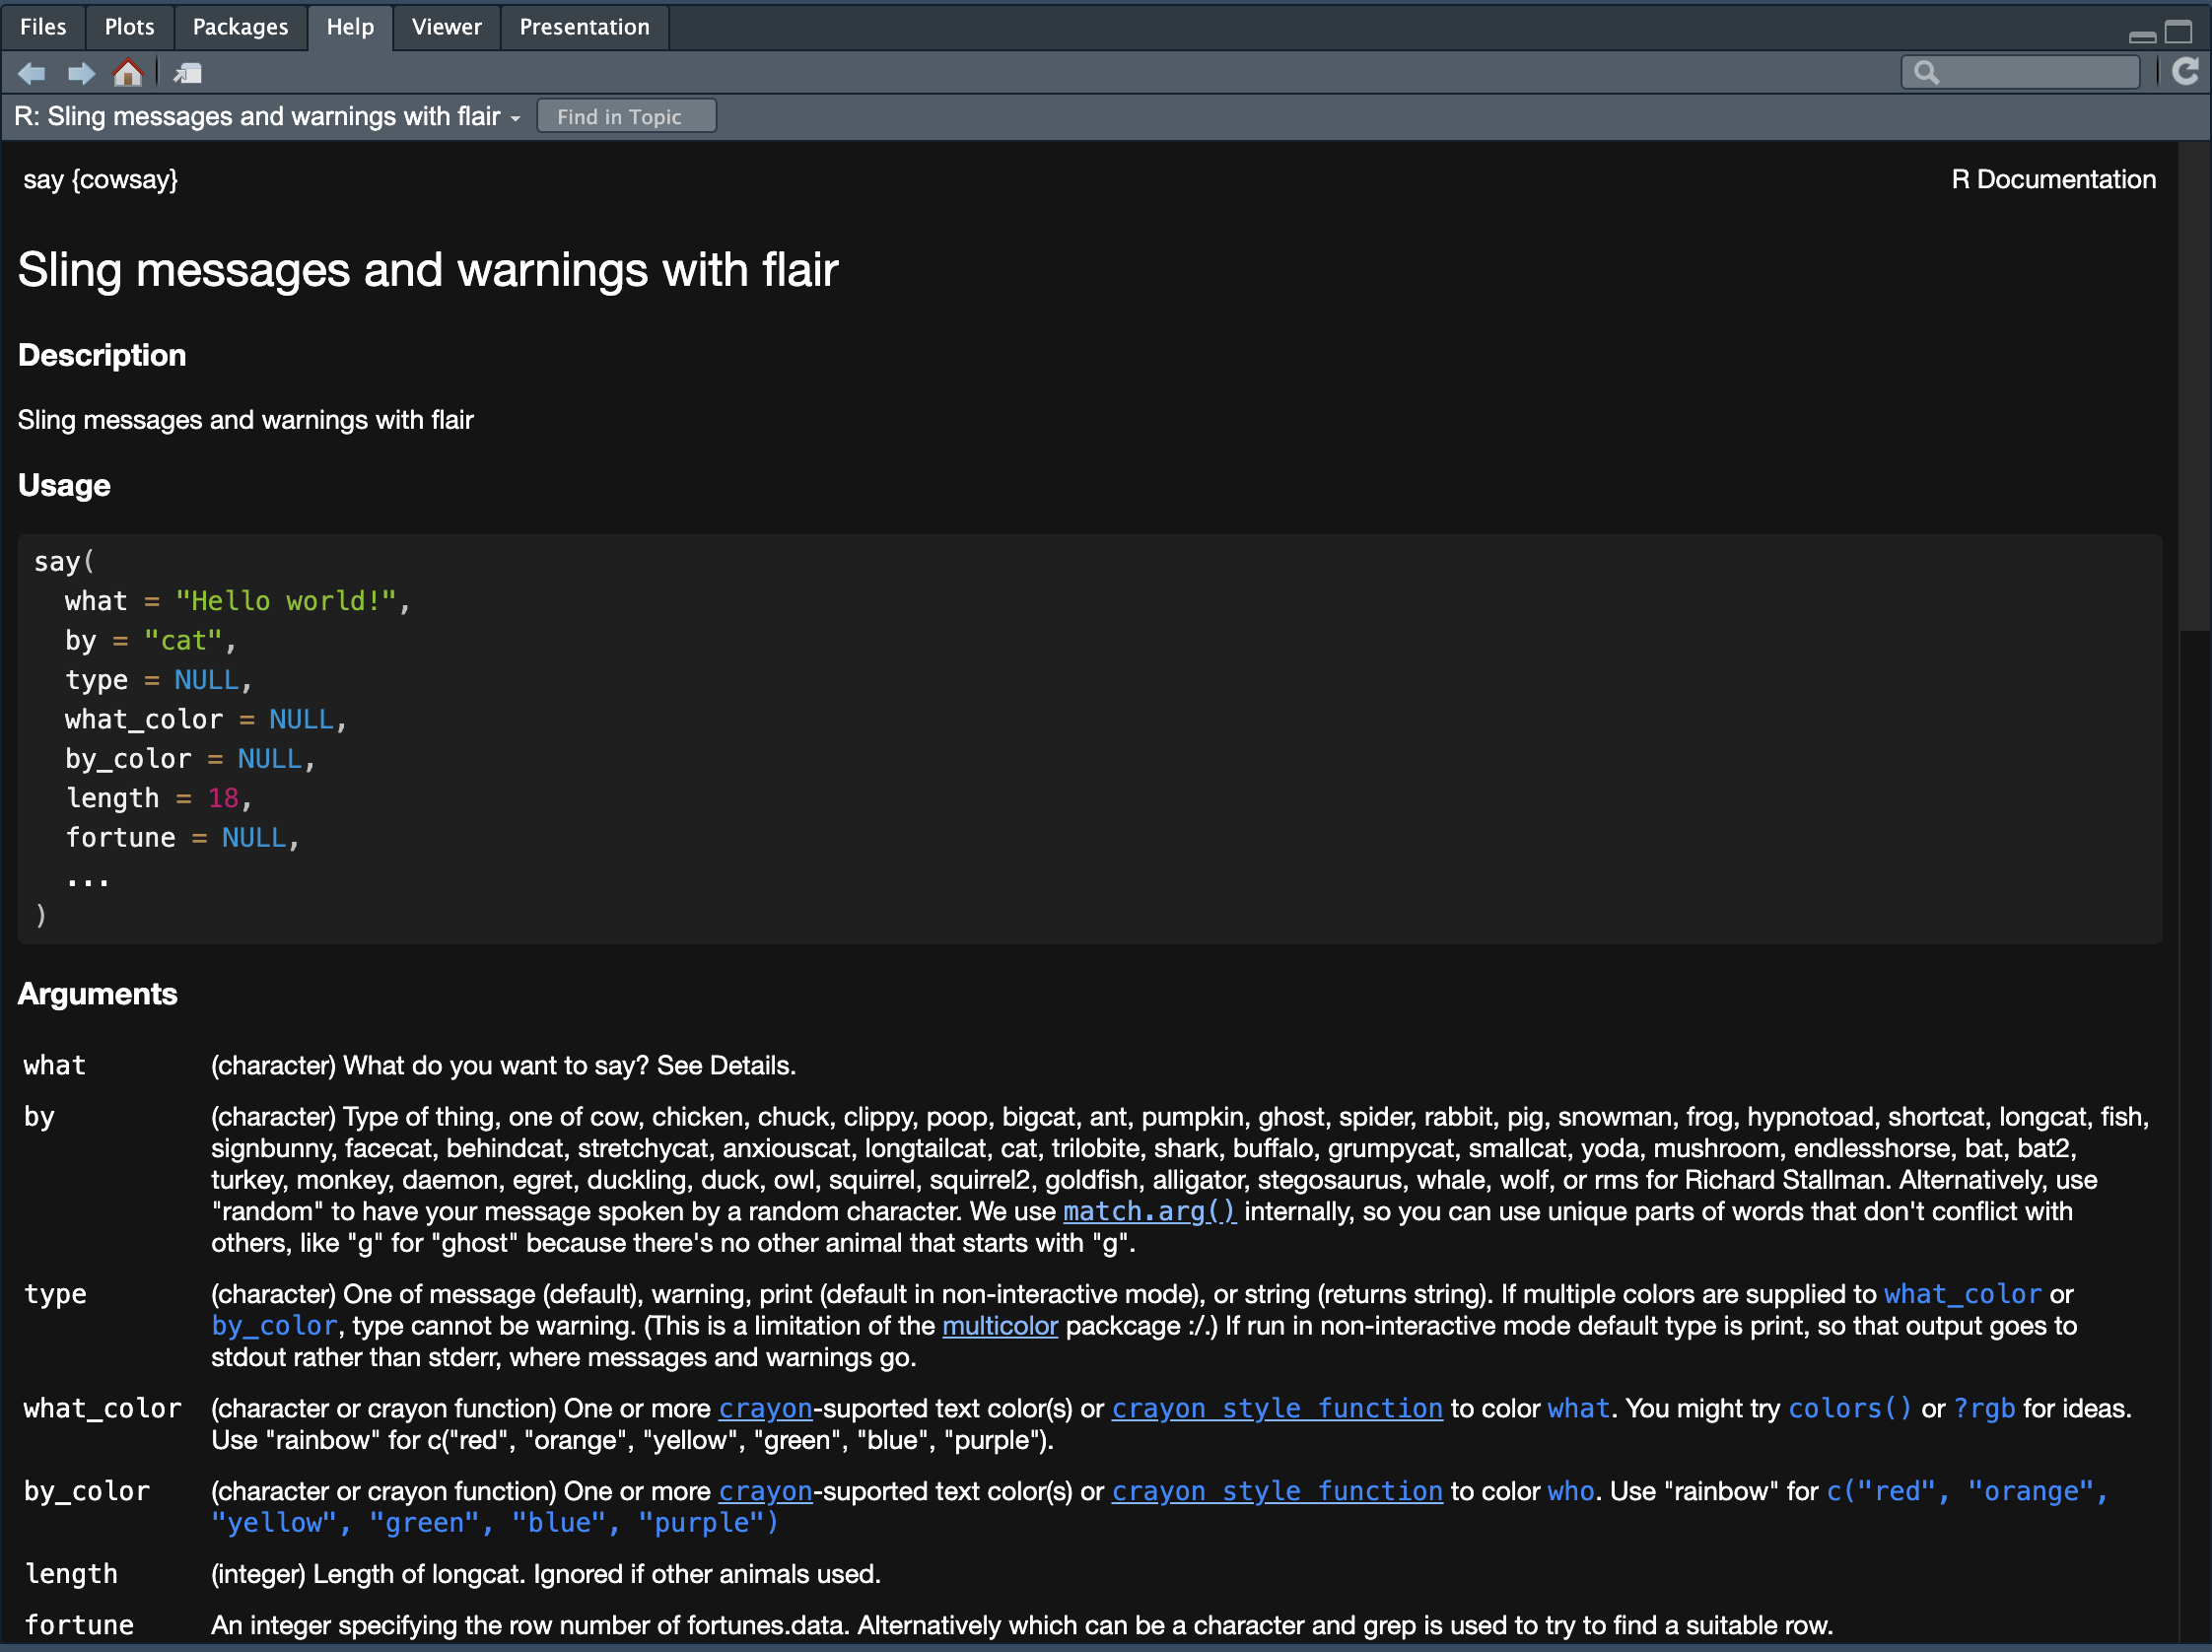 Files Plots Packages Help Viewer Presentation
R: Sling messages and warnings with flair Find in Topic
say {cowsay} R Documentation
Sling messages and warnings with flair
Description
Sling messages and warnings with flair
Usage
say(
  what = "Hello world!",
  by = "cat",
  type = NULL,
  what_color = NULL,
  by_color = NULL,
  length = 18,
  fortune = NULL,
  ...
)
Arguments
what (character) What do you want to say? See Details.
by (character) Type of thing, one of cow, chicken, chuck, clippy, poop, bigcat, ant, pumpkin, ghost, spider, rabbit, pig, snowman, frog, hypnotoad, shortcat, longcat, fish,
signbunny, facecat, behindcat, stretchycat, anxiouscat, longtailcat, cat, trilobite, shark, buffalo, grumpycat, smallcat, yoda, mushroom, endlesshorse, bat, bat2,
turkey, monkey, daemon, egret, duckling, duck, owl, squirrel, squirrel2, goldfish, alligator, stegosaurus, whale, wolf, or rms for Richard Stallman. Alternatively, use
"random" to have your message spoken by a random character. We use match.arg() internally, so you can use unique parts of words that don't conflict with
others, like "g" for "ghost" because there's no other animal that starts with "g".
type (character) One of message (default), warning, print (default in non-interactive mode), or string (returns string). If multiple colors are supplied to what_color or
by_color, type cannot be warning. (This is a limitation of the multicolor packcage :/.) If run in non-interactive mode default type is print, so that output goes to
stdout rather than stderr, where messages and warnings go.
what_color (character or crayon function) One or more crayon-suported text color(s) or crayon style function to color what. You might try colors() or ?rgb for ideas.
Use "rainbow" for c("red", "orange", "yellow", "green", "blue", "purple").
by_color (character or crayon function) One or more crayon-suported text color(s) or crayon style function to color who. Use "rainbow" for c("red", "orange",
"yellow", "green", "blue", "purple")
length (integer) Length of longcat. Ignored if other animals used.
fortune An integer specifying the row number of fortunes.data. Alternatively which can be a character and grep is used to try to find a suitable row.